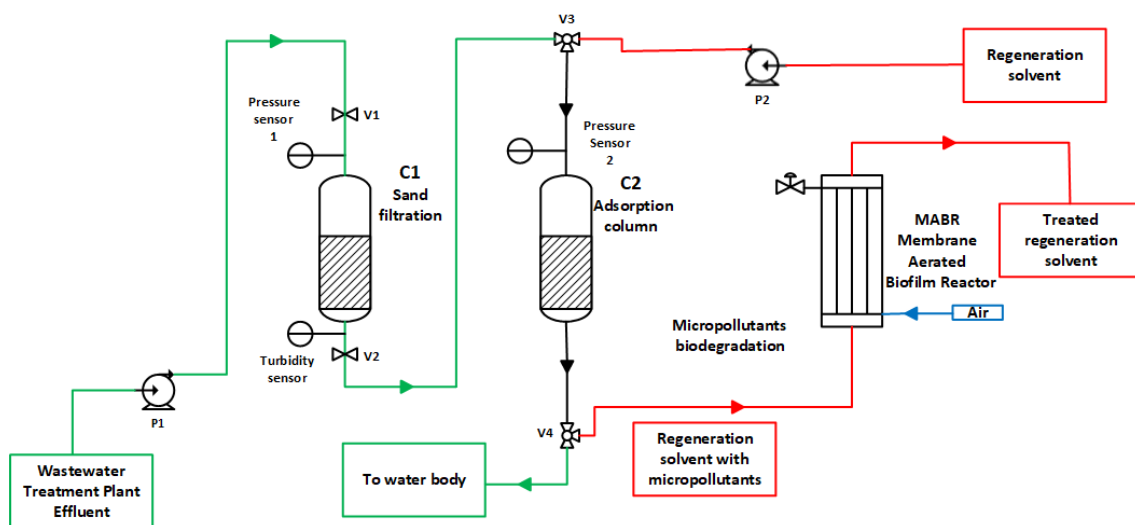 V3
P2
Regeneration
solvent
Pressure
sensor
1
V1
Pressure
Sensor
2
C1
Sand
filtration
C2
Adsorption
column
MABR
Membrane
Aerated
Biofilm Reactor
Treated
regeneration
solvent
Air
Turbidity
sensor
V2
Micropollutants
biodegradation
P1
V4
Wastewater
Treatment Plant
Effluent
To water body
Regeneration
solvent with
micropollutants